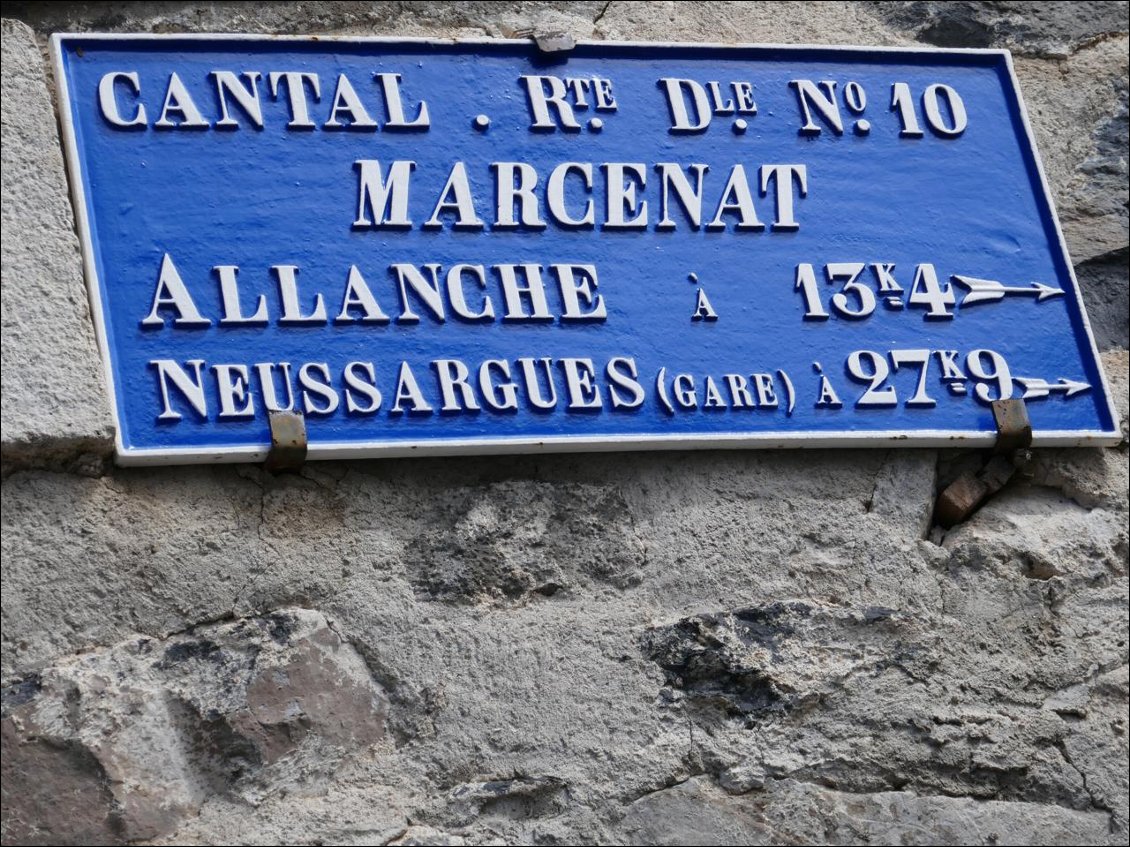 CANTAL . RTE. DLE. NO. 10
MARCENAT
ALLANCHE À 13K4
NEUSSARGUES (GARE) À 27K9